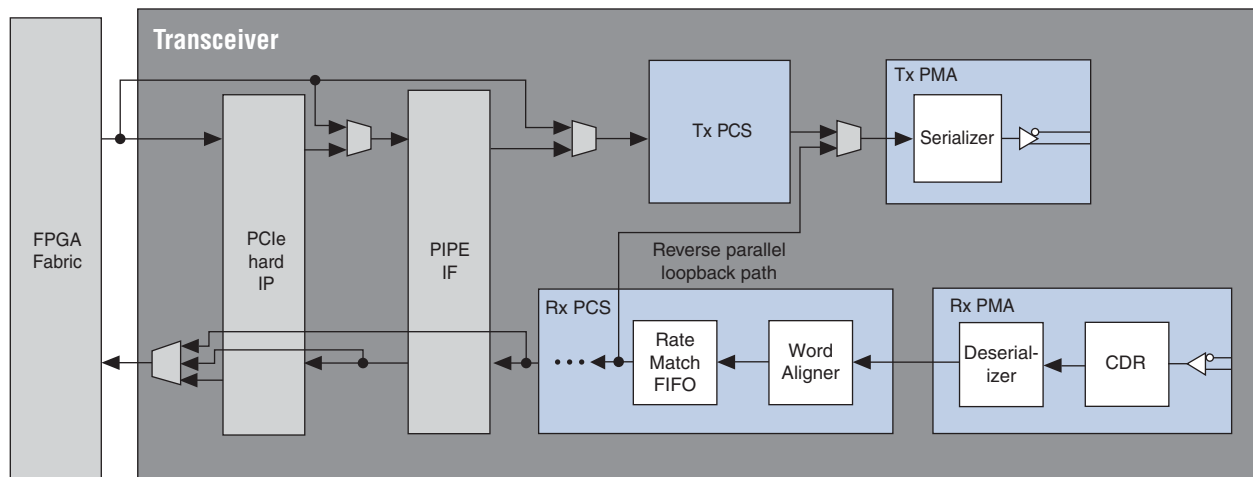 Transceiver
Tx PMA
Tx PCS
Serializer
FPGA
Fabric
PCIe
hard
IP
PIPE
IF
Reverse parallel
loopback path
Rx PCS
Rx PMA
Rate
Match
FIFO
Word
Aligner
Deserial-
izer
CDR